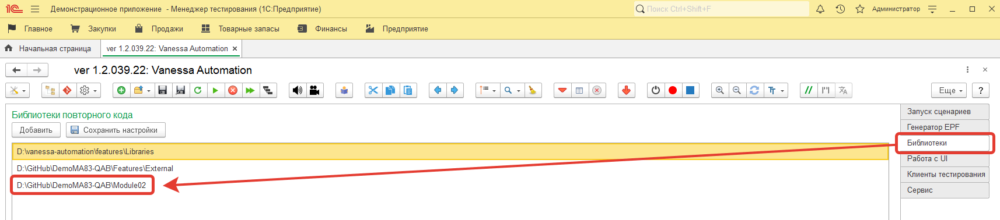 Демонстрационное приложение - Менеджер тестирования (1С:Предприятие)
Поиск Ctrl+Shift+F
Администратор
Главное
Закупки
Продажи
Товарные запасы
Финансы
Предприятие
Начальная страница
ver 1.2.039.22: Vanessa Automation
ver 1.2.039.22: Vanessa Automation
Еще
?
Библиотеки повторного кода
Добавить
Сохранить настройки
D:\vanessa-automation\features\Libraries
D:\GitHub\DemoMA83-QAB\Features\External
D:\GitHub\DemoMA83-QAB\Module02
Запуск сценариев
Генератор EPF
Библиотеки
Работа с UI
Клиенты тестирования
Сервис